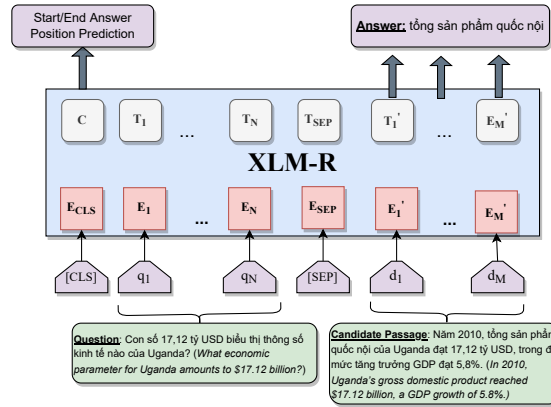 Start/End Answer
Position Prediction
Answer: tổng sản phẩm quốc nội
C T1 ... TN TSEP T1' ... EM'
XLM-R
ECLS E1 ... EN ESEP E1' ... EM'
[CLS] q1 qN [SEP] d1 dM
Question: Con số 17,12 tỷ USD biểu thị thông số
kinh tế nào của Uganda? (What economic
parameter for Uganda amounts to $17.12 billion?)
Candidate Passage: Năm 2010, tổng sản phẩm
quốc nội của Uganda đạt 17,12 tỷ USD, trong
mức tăng trưởng GDP đạt 5,8%. (In 2010,
Uganda's gross domestic product reached
$17.12 billion, a GDP growth of 5.8%.)